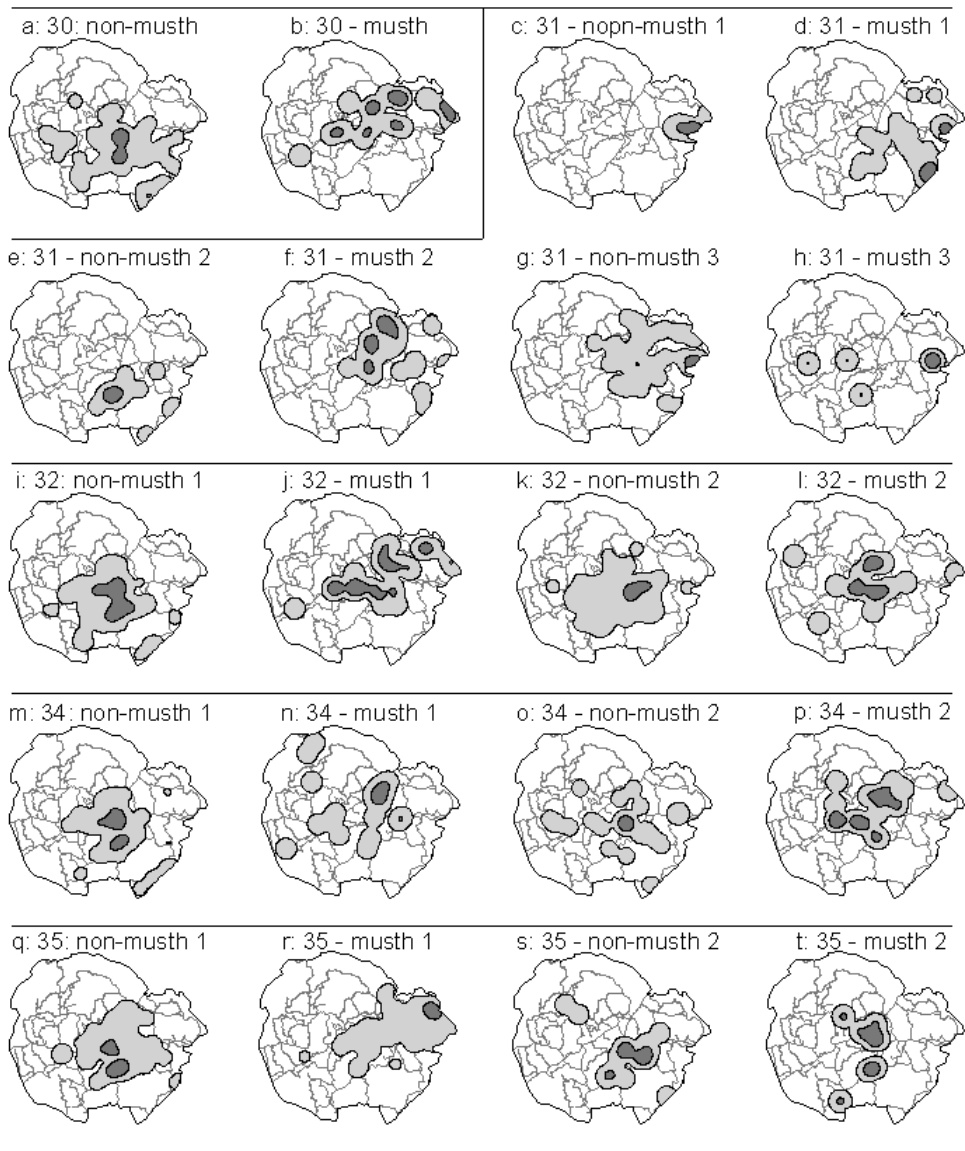 a: 30: non-musth
b: 30 - musth
c: 31 - nopn-musth 1
d: 31 - musth 1
e: 31 - non-musth 2
f: 31 - musth 2
g: 31 - non-musth 3
h: 31 - musth 3
i: 32: non-musth 1
j: 32 - musth 1
k: 32 - non-musth 2
l: 32 - musth 2
m: 34: non-musth 1
n: 34 - musth 1
o: 34 - non-musth 2
p: 34 - musth 2
q: 35: non-musth 1
r: 35 - musth 1
s: 35 - non-musth 2
t: 35 - musth 2